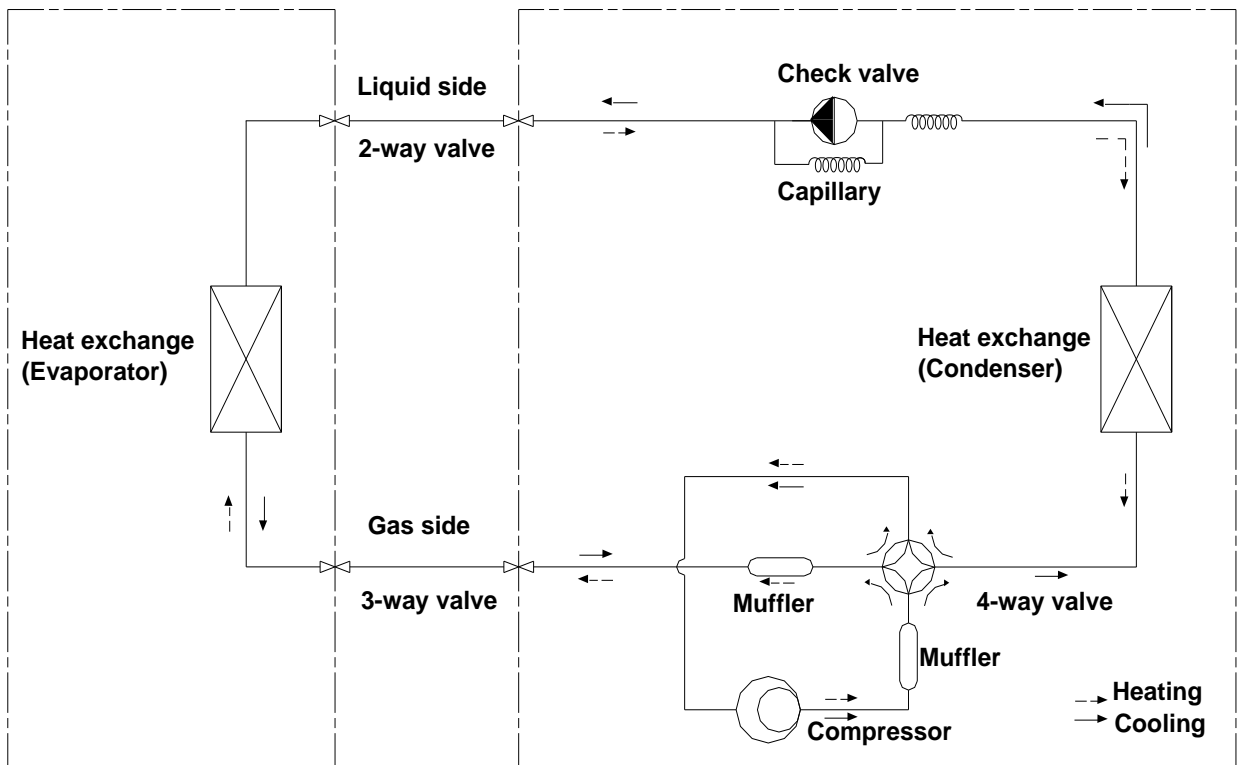 Liquid side
2-way valve
Check valve
Capillary
Heat exchange
(Evaporator)
Heat exchange
(Condenser)
Gas side
3-way valve
Muffler
4-way valve
Muffler
Compressor
Heating
Cooling